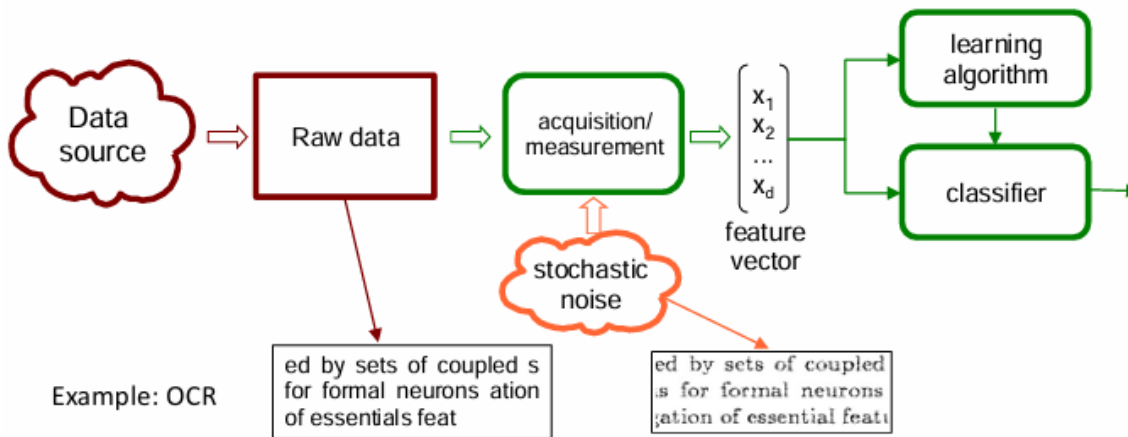 Data
source
Raw data
acquisition/
measurement
x1
x2
...
xd
feature
vector
learning
algorithm
classifier
stochastic
noise
Example: OCR
ed by sets of coupled s
for formal neurons ation
of essentials feat
ed by sets of coupled
.s for formal neurons
gation of essential featu